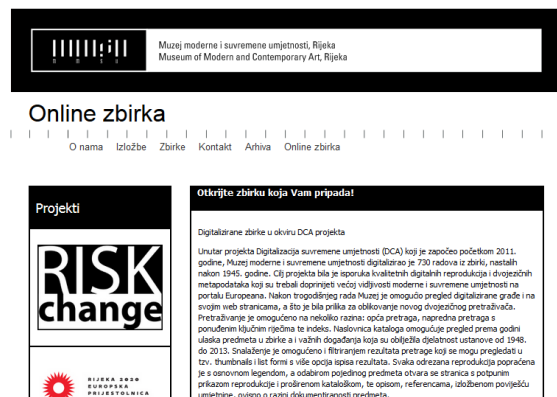 Muzej moderne i suvremene umjetnosti, Rijeka
Museum of Modern and Contemporary Art, Rijeka
Online zbirka
O nama Izložbe Zbirke Kontakt Arhiva Online zbirka
Projekti
RISK
change
RIJEKA 2020
EUROPSKA
PRIJESTOLNICA
Otkrijte zbirku koja Vam pripada!
Digitalizirane zbirke u okviru DCA projekta
Unutar projekta Digitalizacija suvremene umjetnosti (DCA) koji je započeo početkom 2011.
godine, Muzej moderne i suvremene umjetnosti digitalizirao je 730 radova iz zbirki, nastalih
nakon 1945. godine. Cilj projekta bila je isporuka kvalitetnih digitalnih reprodukcija i dvojezičnih
metapodataka koji su trebali doprinijeti većoj vidljivosti moderne i suvremene umjetnosti na
portalu Europeana. Nakon trogodišnjeg rada Muzej je omogućio pregled digitalizirane građe i na
svojim web stranicama, a što je bila prilika za oblikovanje novog dvojezičnog pretraživača.
Pretraživanje je omogućeno na nekoliko razina: opća pretraga, napredna pretraga s
ponuđenim ključnim riječima te indeks. Naslovnica kataloga omogućuje pregled prema godini
ulaska predmeta u zbirke a i važnih događanja koja su obilježila djelatnost ustanove od 1948.
do 2013. Snalaženje je omogućeno i filtriranjem rezultata pretrage koji se mogu pregledati u
tzv. thumbnails i list formi s više opcija ispisa rezultata. Svaka odrezana reprodukcija popraćena
je s osnovnom legendom, a odabirom pojedinog predmeta otvara se stranica s potpunim
prikazom reprodukcije i proširenom kataloškom, te opisom, referencama, izložbenom poviješću
umjetnine, ovisno o razini dokumentiranosti predmeta.